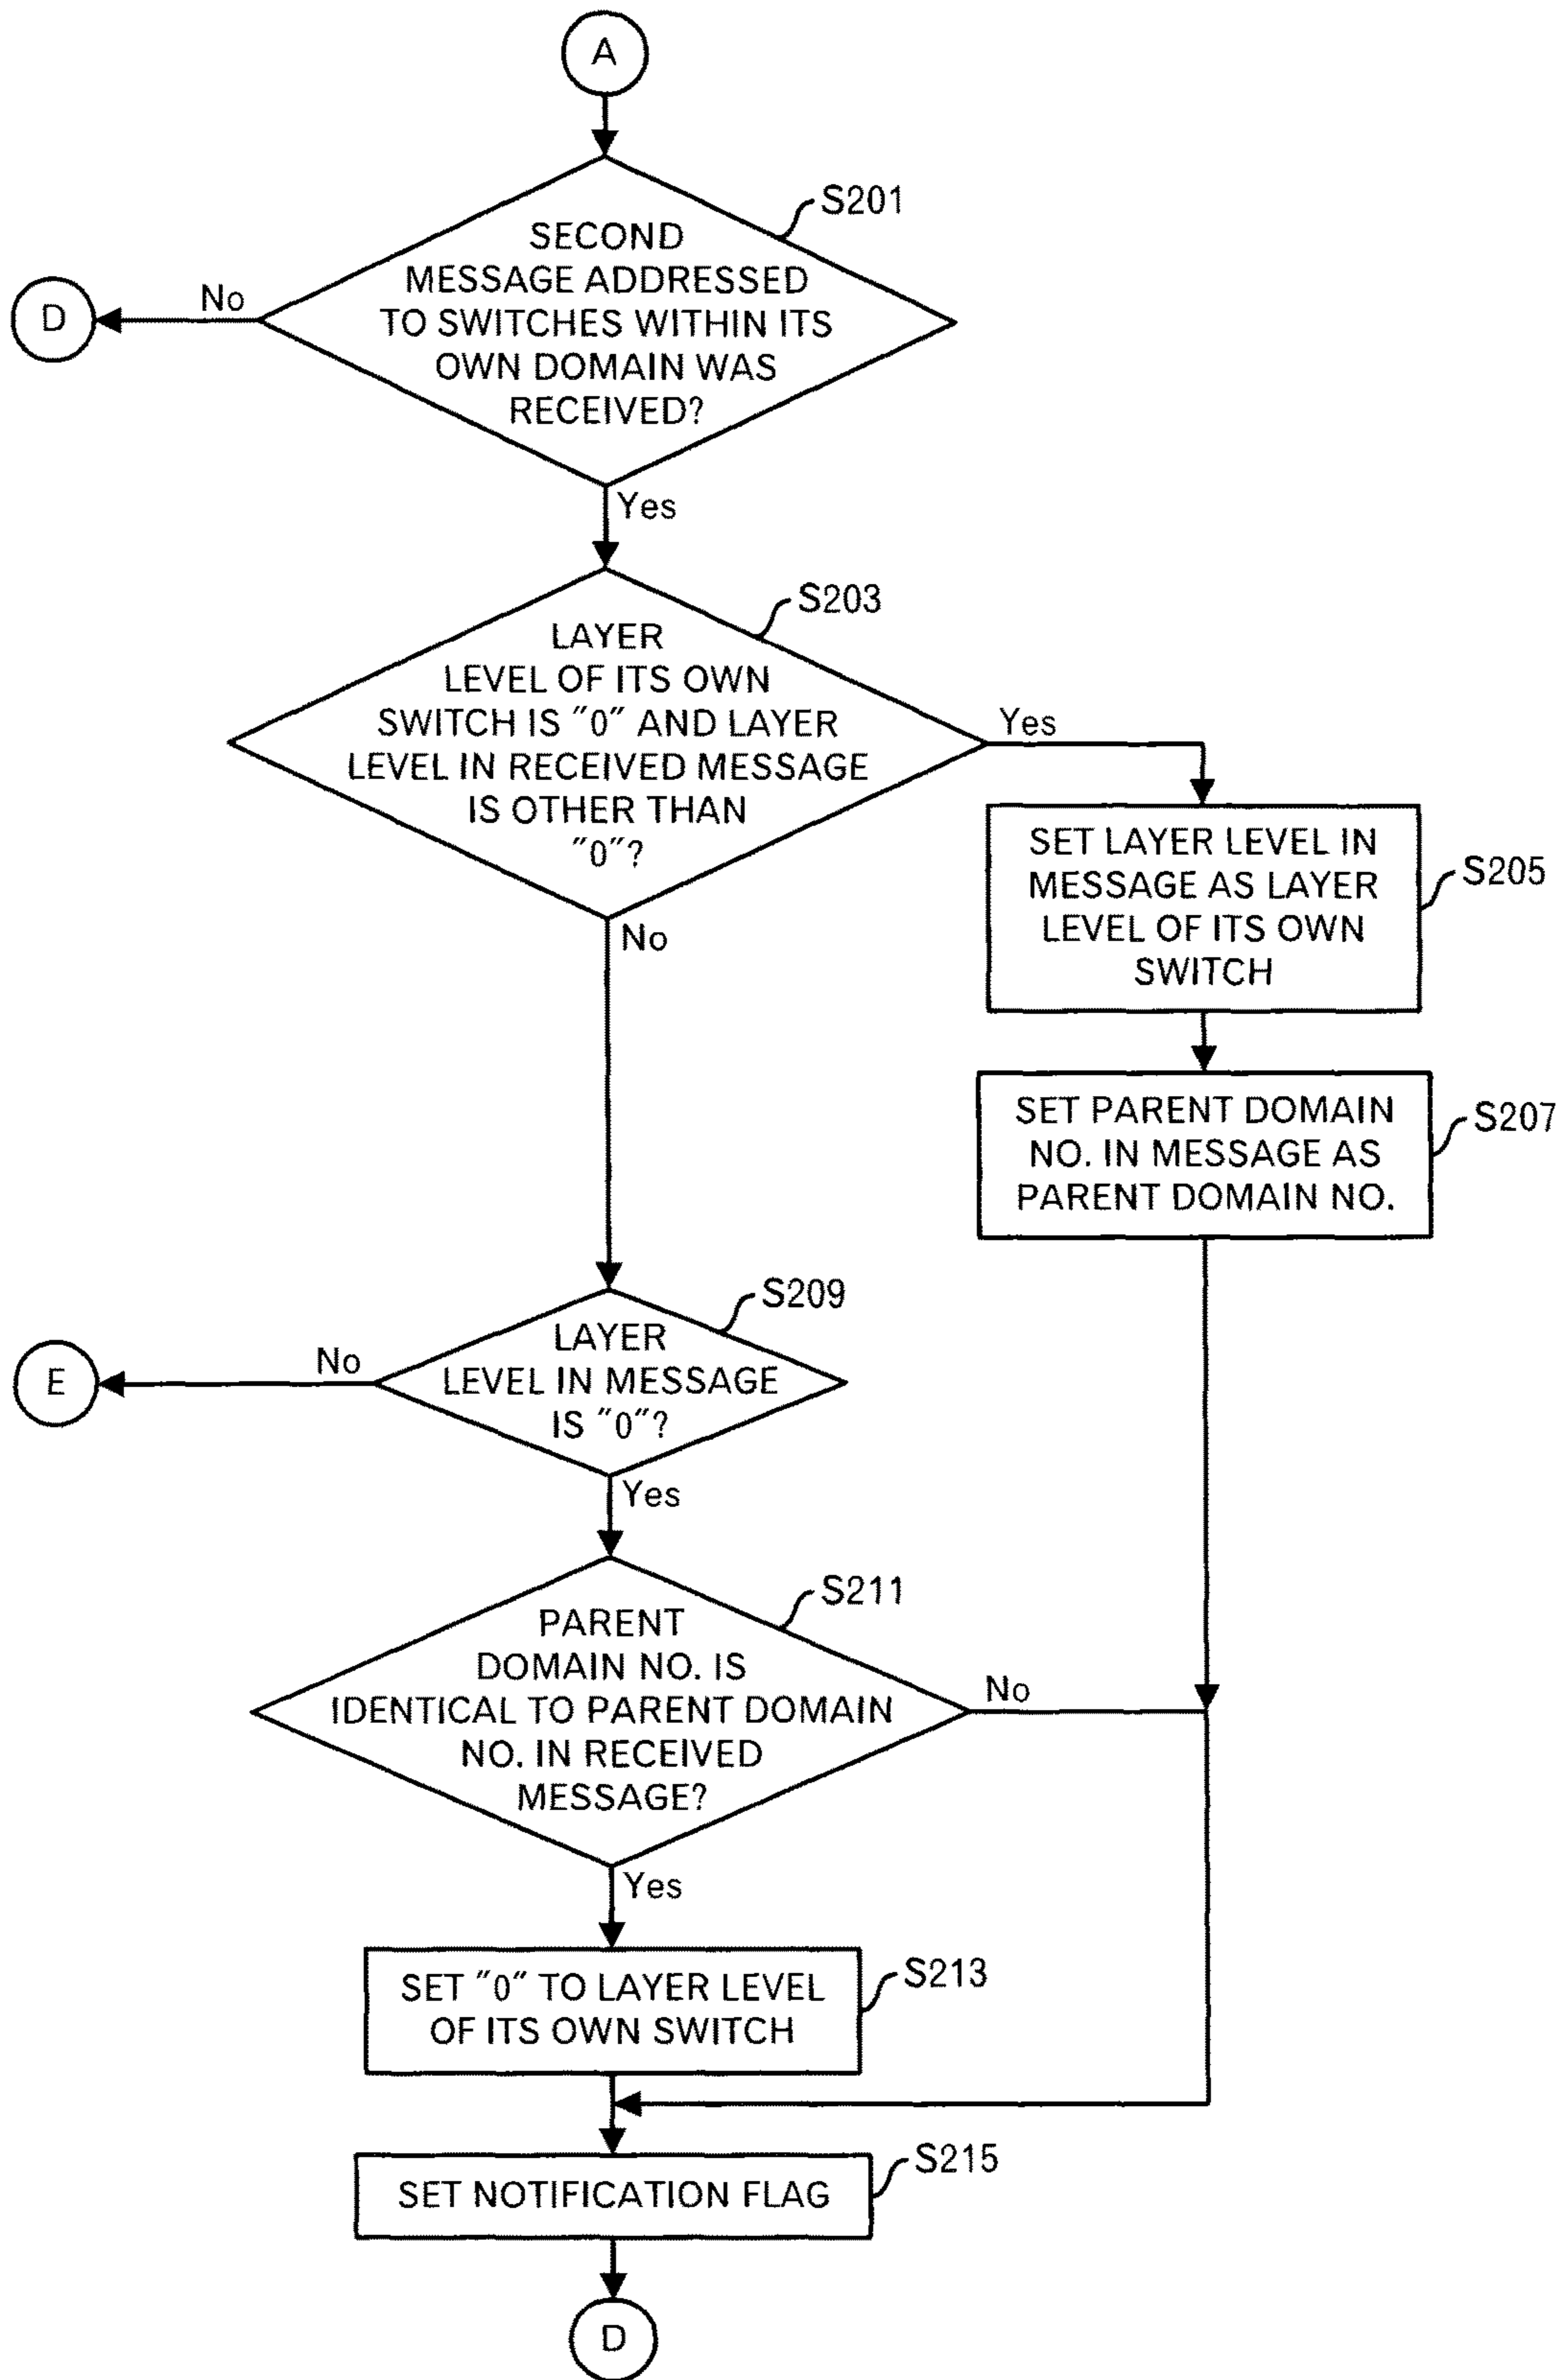 A
S201
SECOND
MESSAGE ADDRESSED
TO SWITCHES WITHIN ITS
OWN DOMAIN WAS
RECEIVED?
No
D
Yes
S203
LAYER
LEVEL OF ITS OWN
SWITCH IS "0" AND LAYER
LEVEL IN RECEIVED MESSAGE
IS OTHER THAN
"0"?
Yes
No
SET LAYER LEVEL IN
MESSAGE AS LAYER
LEVEL OF ITS OWN
SWITCH
S205
SET PARENT DOMAIN
NO. IN MESSAGE AS
PARENT DOMAIN NO.
S207
S209
LAYER
LEVEL IN MESSAGE
IS "0"?
No
E
Yes
S211
PARENT
DOMAIN NO. IS
IDENTICAL TO PARENT DOMAIN
NO. IN RECEIVED
MESSAGE?
No
Yes
SET "0" TO LAYER LEVEL
OF ITS OWN SWITCH
S213
SET NOTIFICATION FLAG
S215
D